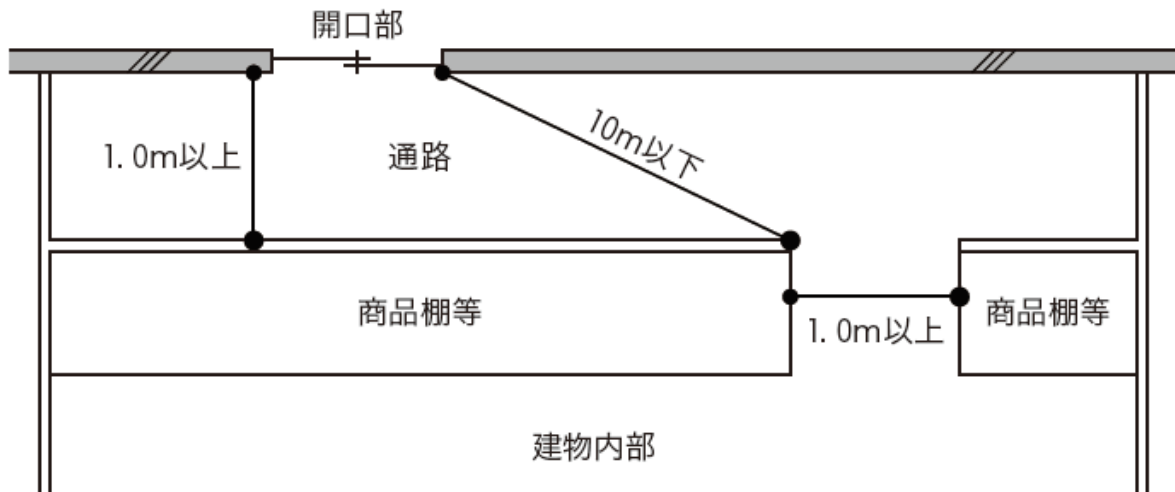 開口部
1. 0m以上
通路
10m以下
商品棚等
1. 0m以上
商品棚等
建物内部